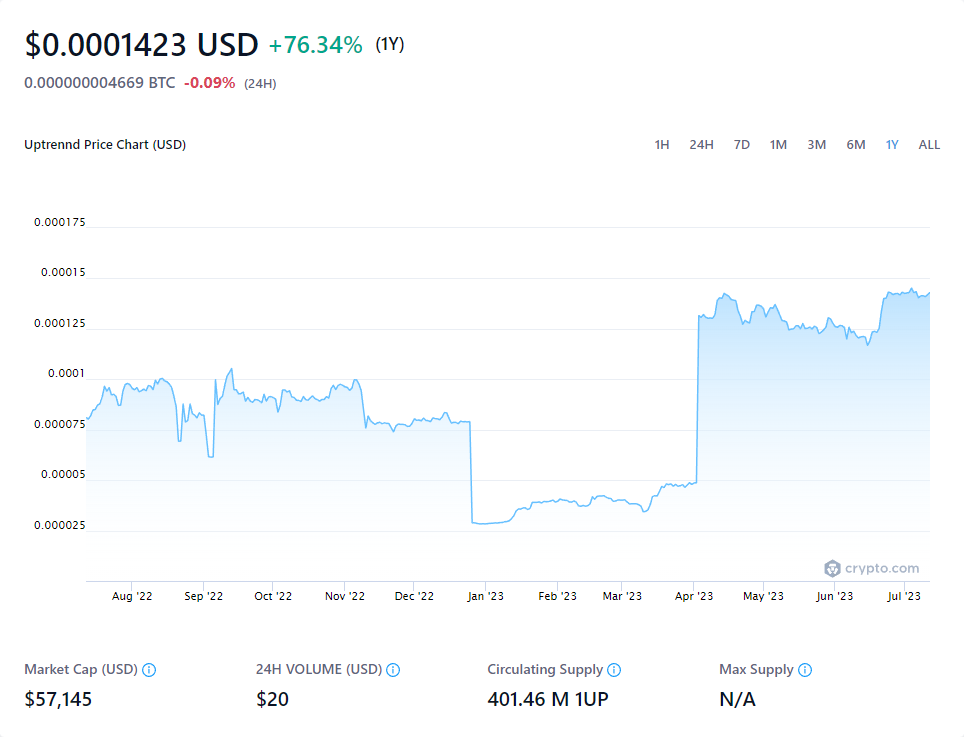 $0.0001423 USD +76.34% (1Y)
0.000000004669 BTC -0.09% (24H)
Uptrennd Price Chart (USD)
1H 24H 7D 1M 3M 6M 1Y ALL
0.000175
0.00015
0.000125
0.0001
0.000075
0.00005
0.000025
crypto.com
Aug '22 Sep '22 Oct '22 Nov '22 Dec '22 Jan '23 Feb '23 Mar '23 Apr '23 May '23 Jun '23 Jul '23
Market Cap (USD) 24H VOLUME (USD) Circulating Supply Max Supply
$57,145 $20 401.46 M 1UP N/A